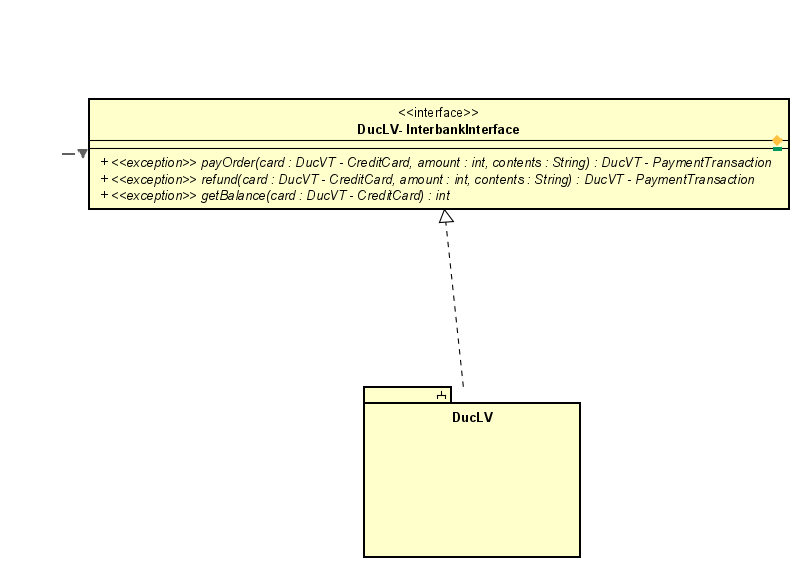 <<interface>>
DucLV- InterbankInterface
+ <<exception>> payOrder(card : DucVT - CreditCard, amount : int, contents : String) : DucVT - PaymentTransaction
+ <<exception>> refund(card : DucVT - CreditCard, amount : int, contents : String) : DucVT - PaymentTransaction
+ <<exception>> getBalance(card : DucVT - CreditCard) : int
DucLV